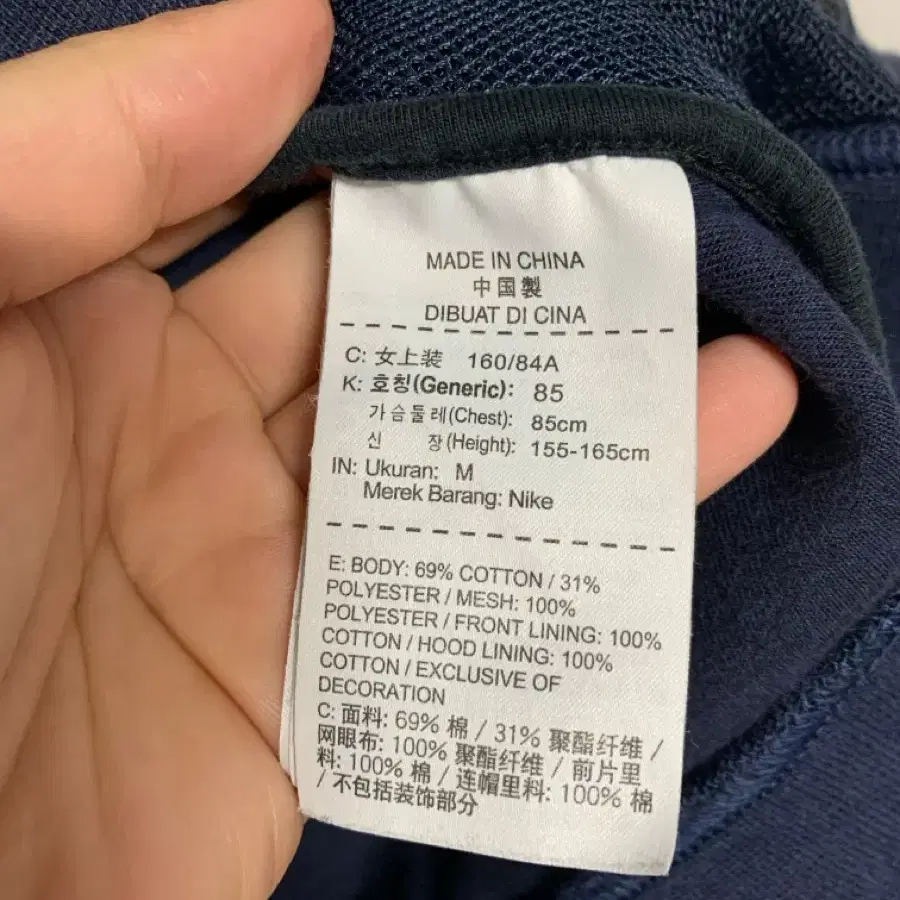 MADE IN CHINA
中国製
DIBUAT DI CINA
C: 女上装 160/84A
K: 호칭(Generic): 85
가슴둘레(Chest): 85cm
신 장(Height): 155-165cm
IN: Ukuran: M
Merek Barang: Nike
E: BODY: 69% COTTON / 31%
POLYESTER / MESH: 100%
POLYESTER / FRONT LINING: 100%
COTTON / HOOD LINING: 100%
COTTON / EXCLUSIVE OF
DECORATION
C: 面料: 69% 棉 / 31% 聚酯纤维 /
网眼布: 100% 聚酯纤维 / 前片里
料: 100% 棉 / 连帽里料: 100% 棉
/ 不包括装饰部分